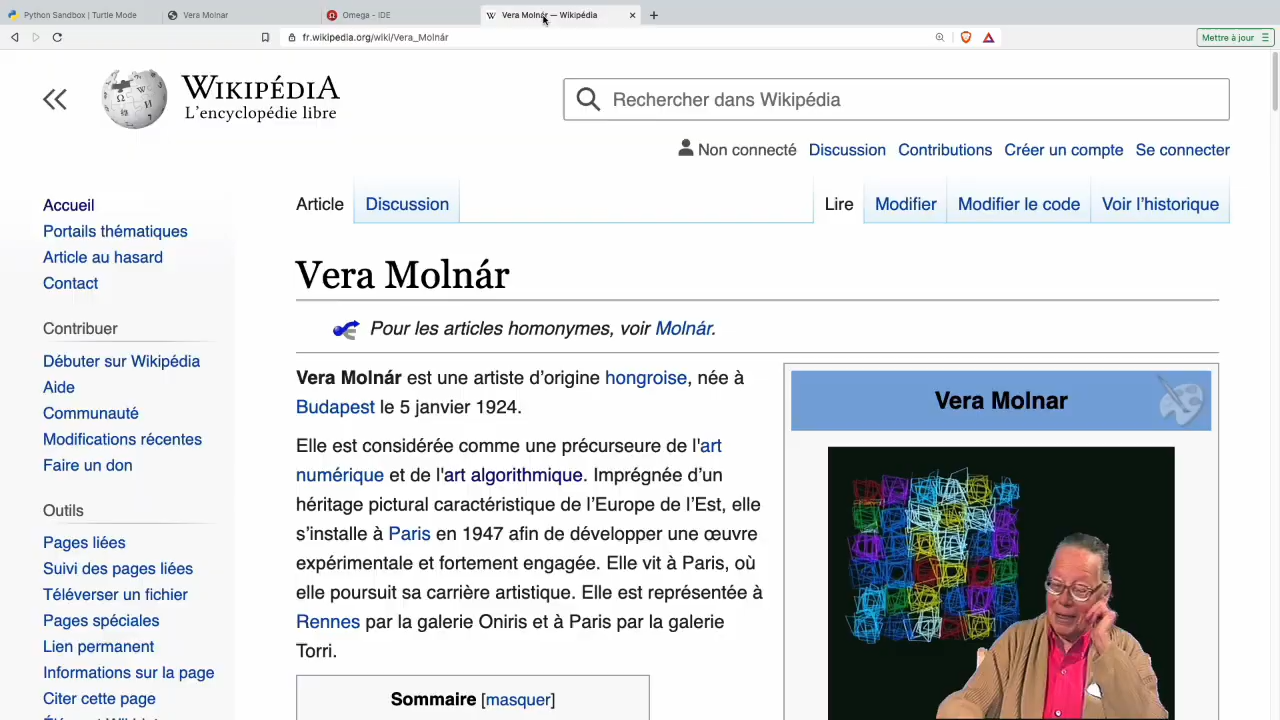 Python Sandbox | Turtle Mode
Vera Molnar
Omega - IDE
Vera Molnár — Wikipédia
fr.wikipedia.org/wiki/Vera_Molnár
Mettre à jour
WIKIPÉDIA
L'encyclopédie libre
Rechercher dans Wikipédia
Non connecté Discussion Contributions Créer un compte Se connecter
Article Discussion Lire Modifier Modifier le code Voir l'historique
Accueil
Portails thématiques
Article au hasard
Contact
Contribuer
Débuter sur Wikipédia
Aide
Communauté
Modifications récentes
Faire un don
Outils
Pages liées
Suivi des pages liées
Téléverser un fichier
Pages spéciales
Lien permanent
Informations sur la page
Citer cette page
Vera Molnár
Pour les articles homonymes, voir Molnár.
Vera Molnár est une artiste d'origine hongroise, née à
Budapest le 5 janvier 1924.
Elle est considérée comme une précurseure de l'art
numérique et de l'art algorithmique. Imprégnée d'un
héritage pictural caractéristique de l'Europe de l'Est, elle
s'installe à Paris en 1947 afin de développer une œuvre
expérimentale et fortement engagée. Elle vit à Paris, où
elle poursuit sa carrière artistique. Elle est représentée à
Rennes par la galerie Oniris et à Paris par la galerie
Torri.
Sommaire [masquer]
Vera Molnar